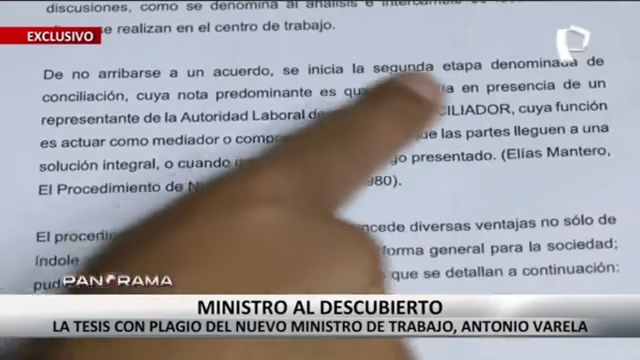 discusiones, como se denomina al análisis e intercambio de
EXCLUSIVO
se realizan en el centro de trabajo.
De no arribarse a un acuerdo, se inicia la segunda etapa denominada de
conciliación, cuya nota predominante es que en presencia de un
representante de la Autoridad Laboral CILIADOR, cuya función
es actuar como mediador o que las partes lleguen a una
solución integral, o cuando presentado. (Elías Mantero,
El Procedimiento de 980).
El diversas ventajas no sólo de
índole forma general para la sociedad;
que se detallan a continuación:
PANORAMA
MINISTRO AL DESCUBIERTO
LA TESIS CON PLAGIO DEL NUEVO MINISTRO DE TRABAJO, ANTONIO VARELA